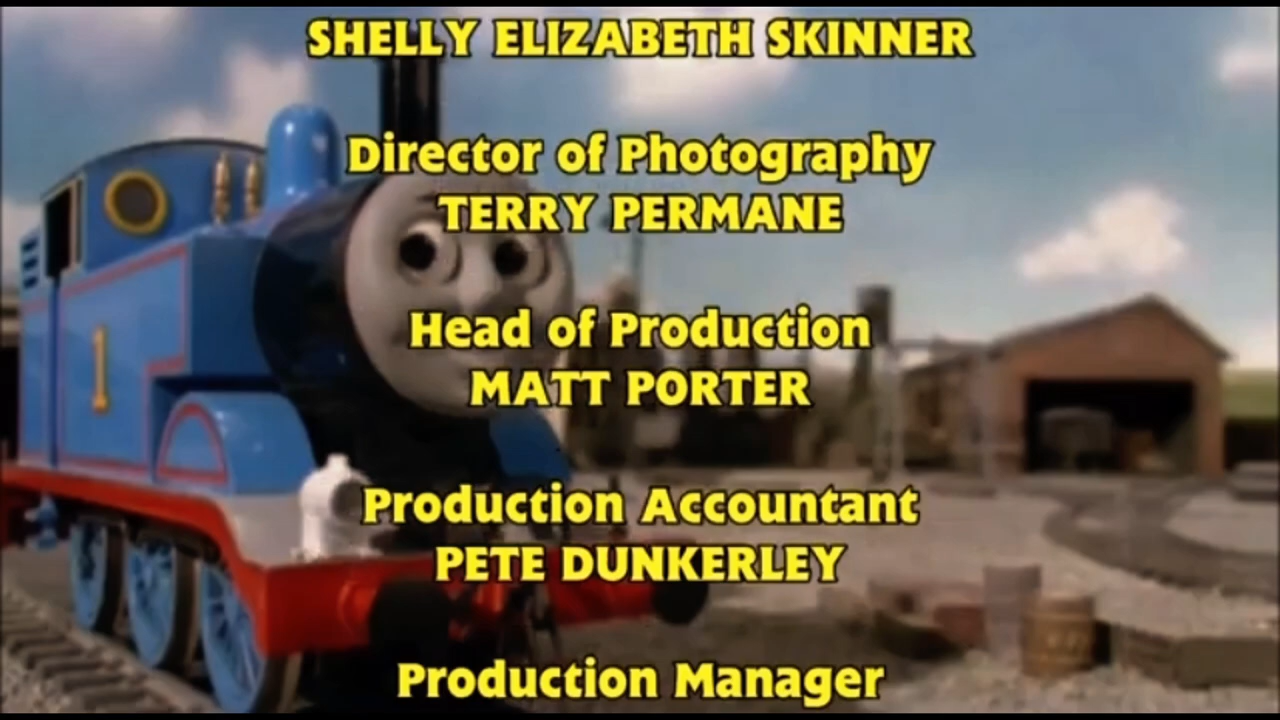 SHELLY ELIZABETH SKINNER
Director of Photography
TERRY PERMANE
Head of Production
MATT PORTER
Production Accountant
PETE DUNKERLEY
Production Manager
1